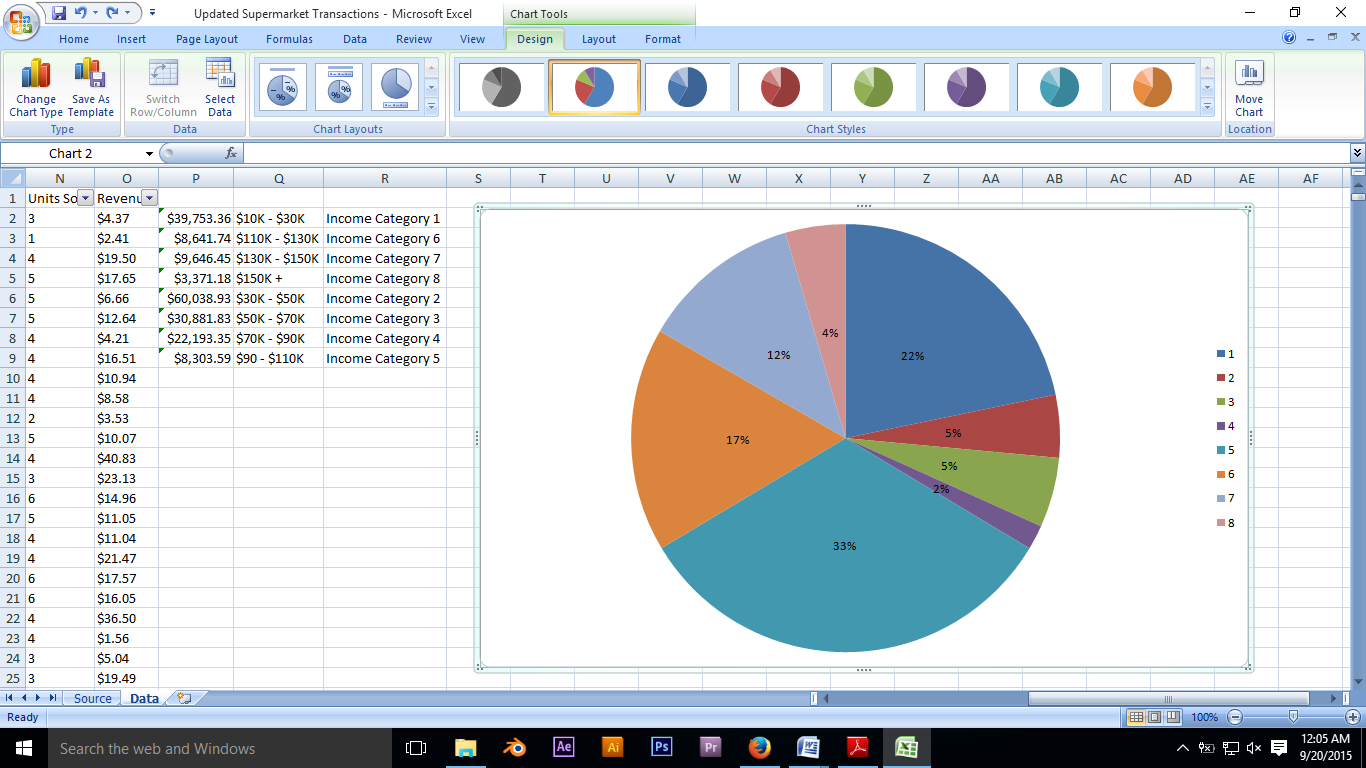 Updated Supermarket Transactions - Microsoft Excel
Chart Tools
Home Insert Page Layout Formulas Data Review View Design Layout Format
Change Chart Type
Save As Template
Switch Row/Column
Select Data
Move Chart
Type Data Chart Layouts Chart Styles Location
Chart 2 fx
N O P Q R S T U V W X Y Z AA AB AC AD AE AF
1 Units So Revenu
2 3 $4.37 $39,753.36 $10K - $30K Income Category 1
3 1 $2.41 $8,641.74 $110K - $130K Income Category 6
4 4 $19.50 $9,646.45 $130K - $150K Income Category 7
5 5 $17.65 $3,371.18 $150K + Income Category 8
6 5 $6.66 $60,038.93 $30K - $50K Income Category 2
7 5 $12.64 $30,881.83 $50K - $70K Income Category 3
8 4 $4.21 $22,193.35 $70K - $90K Income Category 4
9 4 $16.51 $8,303.59 $90 - $110K Income Category 5
10 4 $10.94
11 4 $8.58
12 2 $3.53
13 5 $10.07
14 4 $40.83
15 3 $23.13
16 6 $14.96
17 5 $11.05
18 4 $11.04
19 4 $21.47
20 6 $17.57
21 6 $16.05
22 4 $36.50
23 4 $1.56
24 3 $5.04
25 3 $19.49
4%
12%
22%
17%
5%
5%
2%
33%
1
2
3
4
5
6
7
8
Source Data
Ready 100%
Search the web and Windows
Ae Ai Ps Pr
12:05 AM
9/20/2015